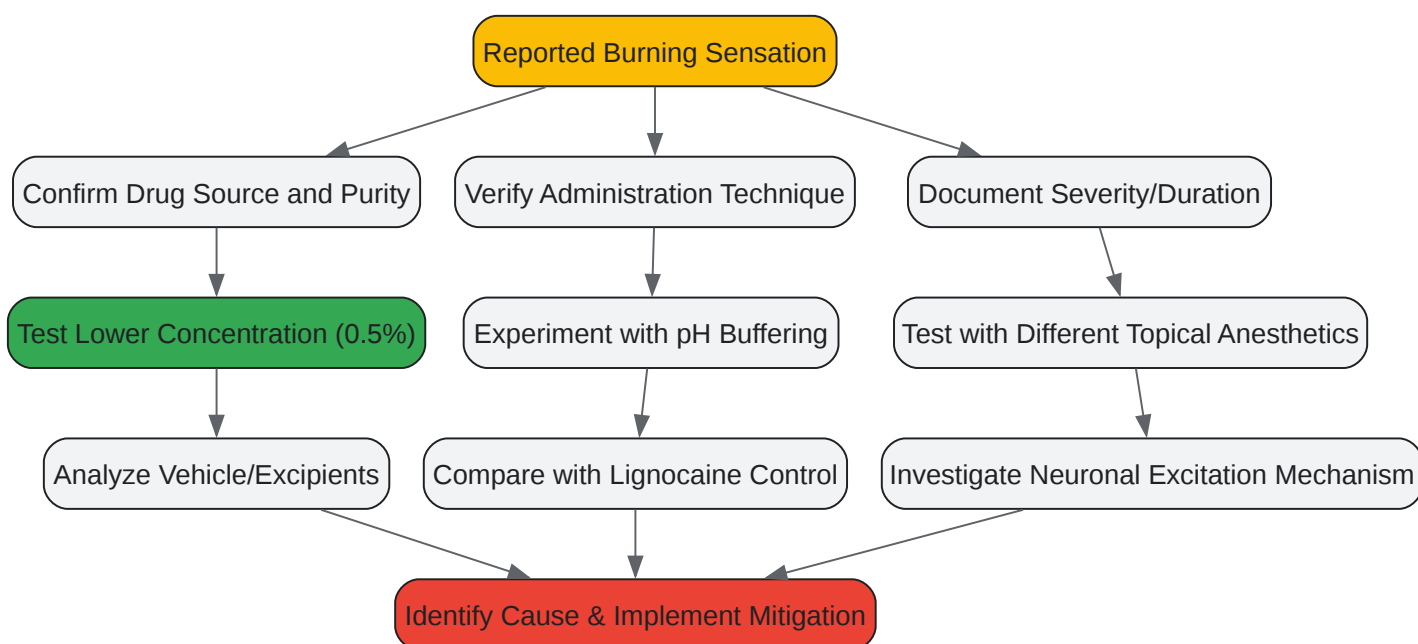 Reported Burning Sensation
Confirm Drug Source and Purity
Verify Administration Technique
Document Severity/Duration
Test Lower Concentration (0.5%)
Experiment with pH Buffering
Test with Different Topical Anesthetics
Analyze Vehicle/Excipients
Compare with Lignocaine Control
Investigate Neuronal Excitation Mechanism
Identify Cause & Implement Mitigation